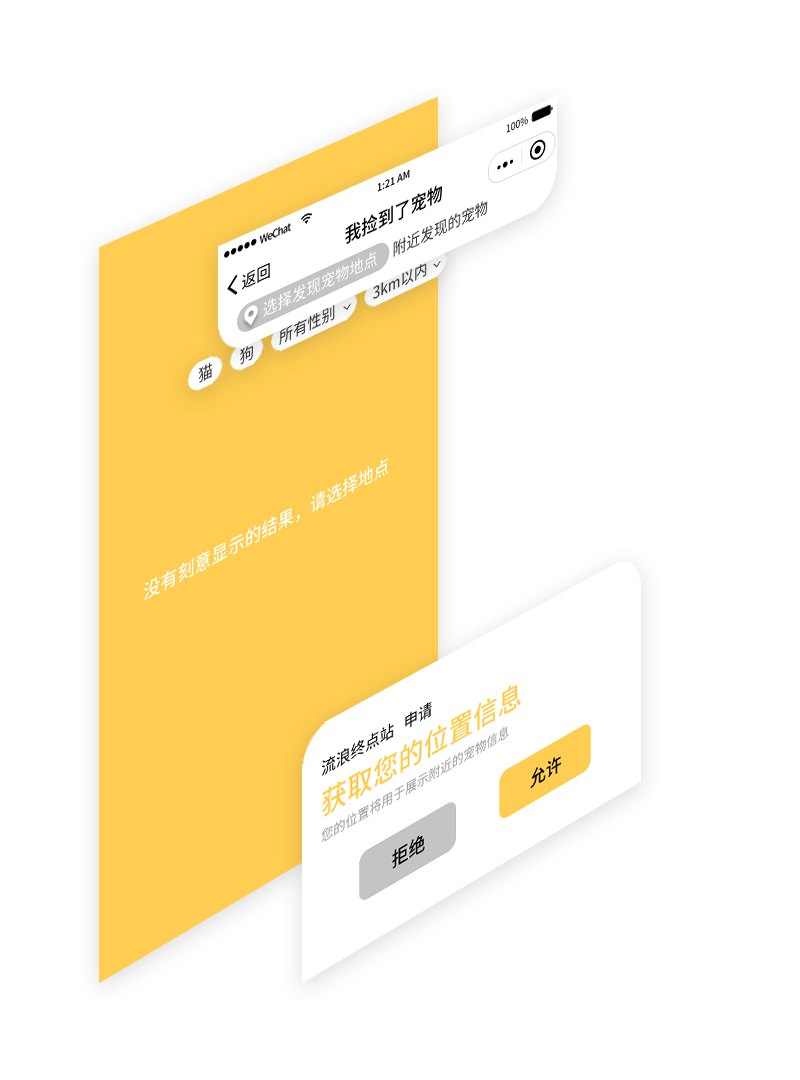 WeChat 1:21 AM 100%
返回 我捡到了宠物
选择发现宠物地点 附近发现的宠物
猫 狗 所有性别 3km以内
没有刻意显示的结果，请选择地点
流浪终点站 申请
获取您的位置信息
您的位置将用于展示附近的宠物信息
拒绝 允许